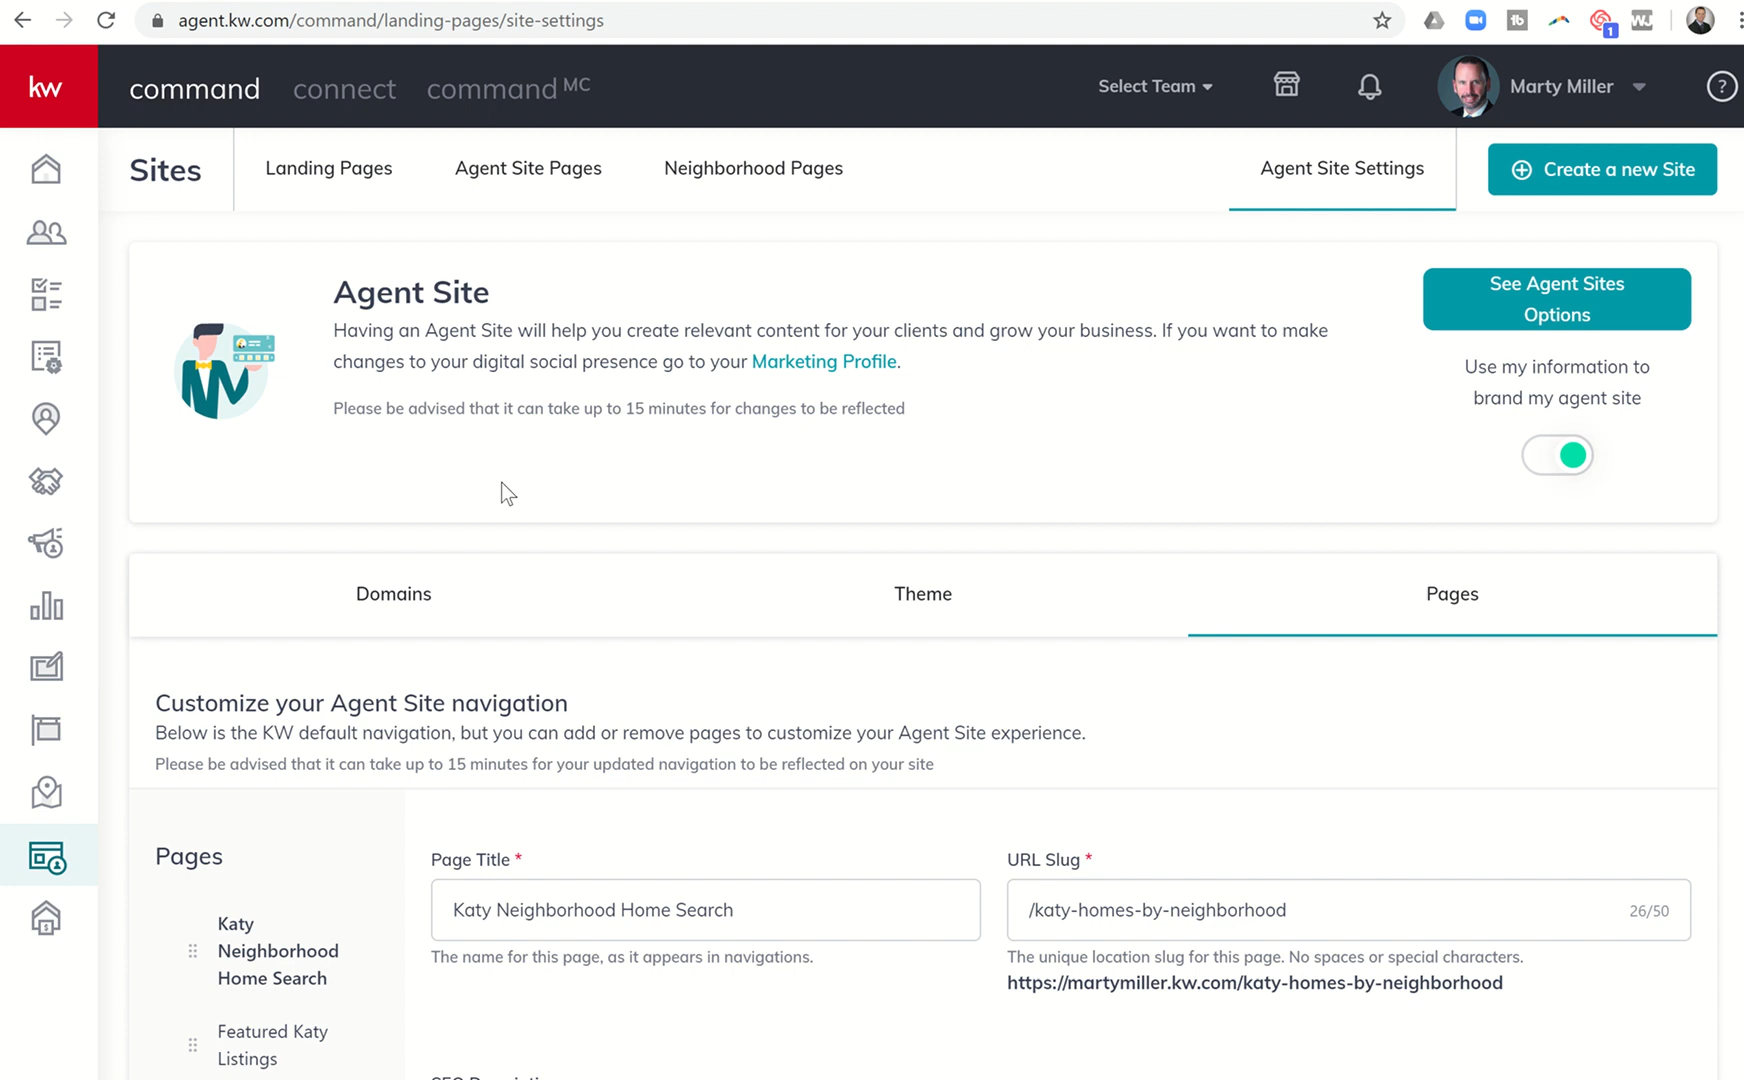 agent.kw.com/command/landing-pages/site-settings
1
kw
command
connect
command MC
Select Team
Marty Miller
?
Sites
Landing Pages
Agent Site Pages
Neighborhood Pages
Agent Site Settings
Create a new Site
Agent Site
Having an Agent Site will help you create relevant content for your clients and grow your business. If you want to make
changes to your digital social presence go to your Marketing Profile.
Please be advised that it can take up to 15 minutes for changes to be reflected
See Agent Sites
Options
Use my information to
brand my agent site
Domains
Theme
Pages
Customize your Agent Site navigation
Below is the KW default navigation, but you can add or remove pages to customize your Agent Site experience.
Please be advised that it can take up to 15 minutes for your updated navigation to be reflected on your site
Pages
Katy
Neighborhood
Home Search
Featured Katy
Listings
Page Title *
Katy Neighborhood Home Search
The name for this page, as it appears in navigations.
URL Slug *
/katy-homes-by-neighborhood
26/50
The unique location slug for this page. No spaces or special characters.
https://martymiller.kw.com/katy-homes-by-neighborhood